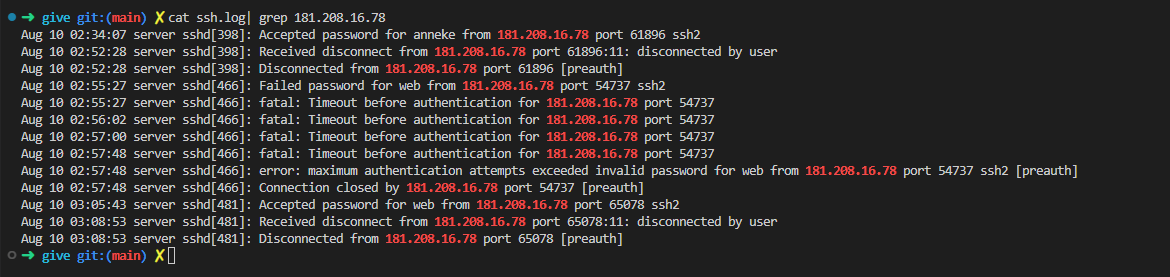 ➜ give git:(main) ✗ cat ssh.log| grep 181.208.16.78
Aug 10 02:34:07 server sshd[398]: Accepted password for anneke from 181.208.16.78 port 61896 ssh2
Aug 10 02:52:28 server sshd[398]: Received disconnect from 181.208.16.78 port 61896:11: disconnected by user
Aug 10 02:52:28 server sshd[398]: Disconnected from 181.208.16.78 port 61896 [preauth]
Aug 10 02:55:27 server sshd[466]: Failed password for web from 181.208.16.78 port 54737 ssh2
Aug 10 02:55:27 server sshd[466]: fatal: Timeout before authentication for 181.208.16.78 port 54737
Aug 10 02:56:02 server sshd[466]: fatal: Timeout before authentication for 181.208.16.78 port 54737
Aug 10 02:57:00 server sshd[466]: fatal: Timeout before authentication for 181.208.16.78 port 54737
Aug 10 02:57:48 server sshd[466]: fatal: Timeout before authentication for 181.208.16.78 port 54737
Aug 10 02:57:48 server sshd[466]: error: maximum authentication attempts exceeded invalid password for web from 181.208.16.78 port 54737 ssh2 [preauth]
Aug 10 02:57:48 server sshd[466]: Connection closed by 181.208.16.78 port 54737 [preauth]
Aug 10 03:05:43 server sshd[481]: Accepted password for web from 181.208.16.78 port 65078 ssh2
Aug 10 03:08:53 server sshd[481]: Received disconnect from 181.208.16.78 port 65078:11: disconnected by user
Aug 10 03:08:53 server sshd[481]: Disconnected from 181.208.16.78 port 65078 [preauth]
➜ give git:(main) ✗